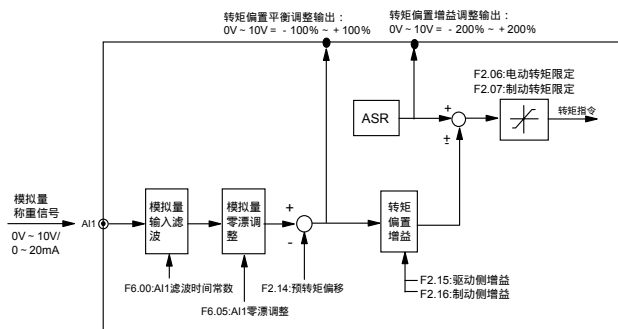 转矩偏置平衡调整输出：
0V ~ 10V = - 100% ~ + 100%
转矩偏置增益调整输出：
0V ~ 10V = - 200% ~ + 200%
F2.06:电动转矩限定
F2.07:制动转矩限定
ASR
+
±
转矩指令
模拟量
称重信号
0V ~ 10V/
0 ~ 20mA
AI1
模拟量
输入滤
波
模拟量
零漂调
整
+
-
转矩
偏置
增益
F6.00:AI1滤波时间常数
F2.14:预转矩偏移
F2.15:驱动侧增益
F2.16:制动侧增益
F6.05:AI1零漂调整